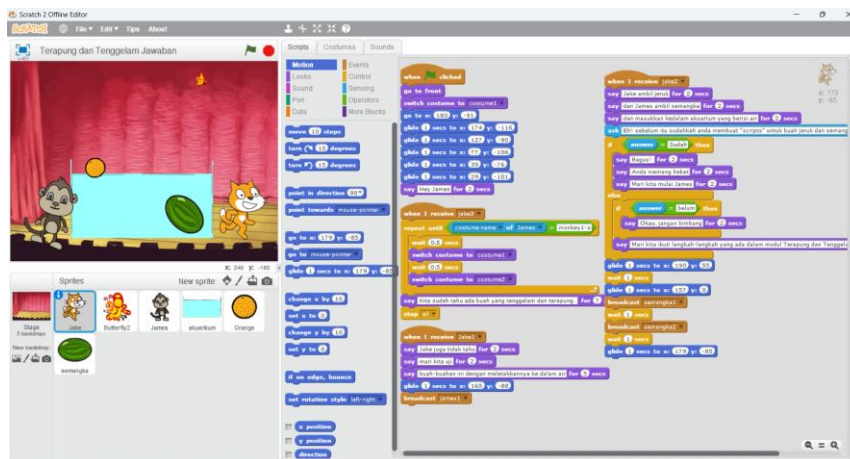 Scratch 2 Offline Editor
SCRATCH File Edit Tips About
Terapung dan Tenggelam Jawaban
X: 240 Y: -180
Sprites New sprite:
Stage
2 backdrops
New backdrop:
Jake
Butterfly2
James
akuarium
Orange
semangka
Scripts Costumes Sounds
Motion Events
Looks Control
Sound Sensing
Pen Operators
Data More Blocks
move 10 steps
turn 15 degrees
turn 15 degrees
point in direction 90
point towards mouse-pointer
go to x: 179 y: -85
go to mouse-pointer
glide 1 secs to x: 179 y: -85
change x by 10
set x to 0
change y by 10
set y to 0
if on edge, bounce
set rotation style left-right
x position
y position
direction
when clicked
go to front
switch costume to costume1
go to x: 180 y: -91
glide 1 secs to x: 174 y: -116
glide 1 secs to x: 127 y: -90
glide 1 secs to x: 77 y: -106
glide 1 secs to x: 39 y: -76
glide 1 secs to x: 29 y: -101
say Hey James for 2 secs
when I receive jake2
repeat until costume name of James = monkey1-a
wait 0.5 secs
switch costume to costume1
wait 0.5 secs
switch costume to costume2
say Kita sudah tahu ada buah yang tenggelam dan terapung. for
stop
when I receive Jake1
say Jake juga tidak tahu for 2 secs
say mari kita uji for 2 secs
say buah-buahan ini dengan meletakkannya ke dalam air for 5 secs
glide 1 secs to x: 165 y: -88
broadcast james1
when I receive jake2
say Jake ambil jeruk for 2 secs
say dan James ambil semangka for 2 secs
say dan masukkan kedalam akuarium yang berisi air for 2 secs
ask Eh! sebelum itu sudahkah anda membuat "scripts" untuk buah jeruk dan semang
if answer = Sudah then
say Bagus! for 2 secs
say Anda memang hebat for 2 secs
say Mari kita mulai James for 2 secs
else
if answer = belum then
say Okay, jangan bimbang for 2 secs
say Mari kita ikuti langkah-langkah yang ada dalam modul Terapung dan Tenggela
glide 1 secs to x: 190 y: 55
wait 1 secs
glide 1 secs to x: 157 y: 0
broadcast semangka1
wait 1 secs
broadcast semangka2
wait 1 secs
glide 1 secs to x: 179 y: -85
x: 179
y: -85